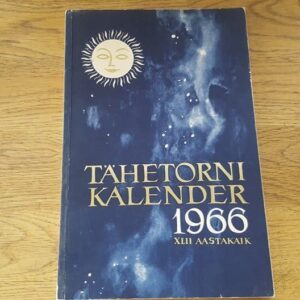 TÄHETORNI
KALENDER
1966
XLII AASTAKÄIK